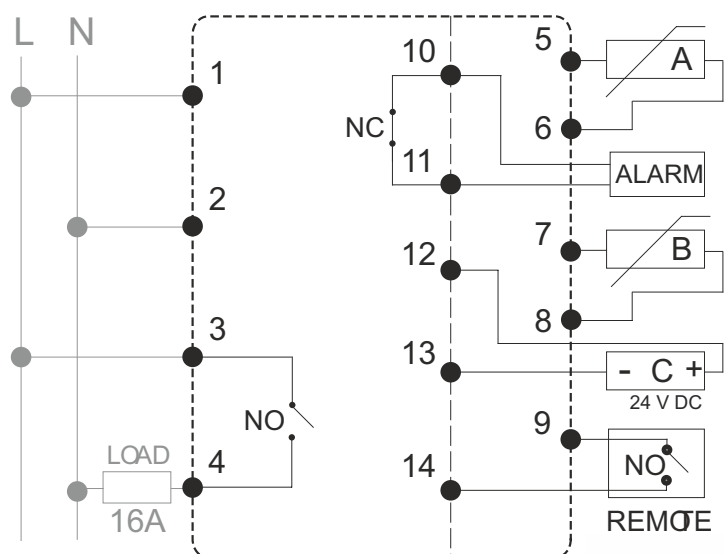 L N
1
2
3
NO
LOAD
4
16A
10
NC
11
12
13
14
5
A
6
ALARM
7
B
8
- C +
24 V DC
9
NO
REMOTE